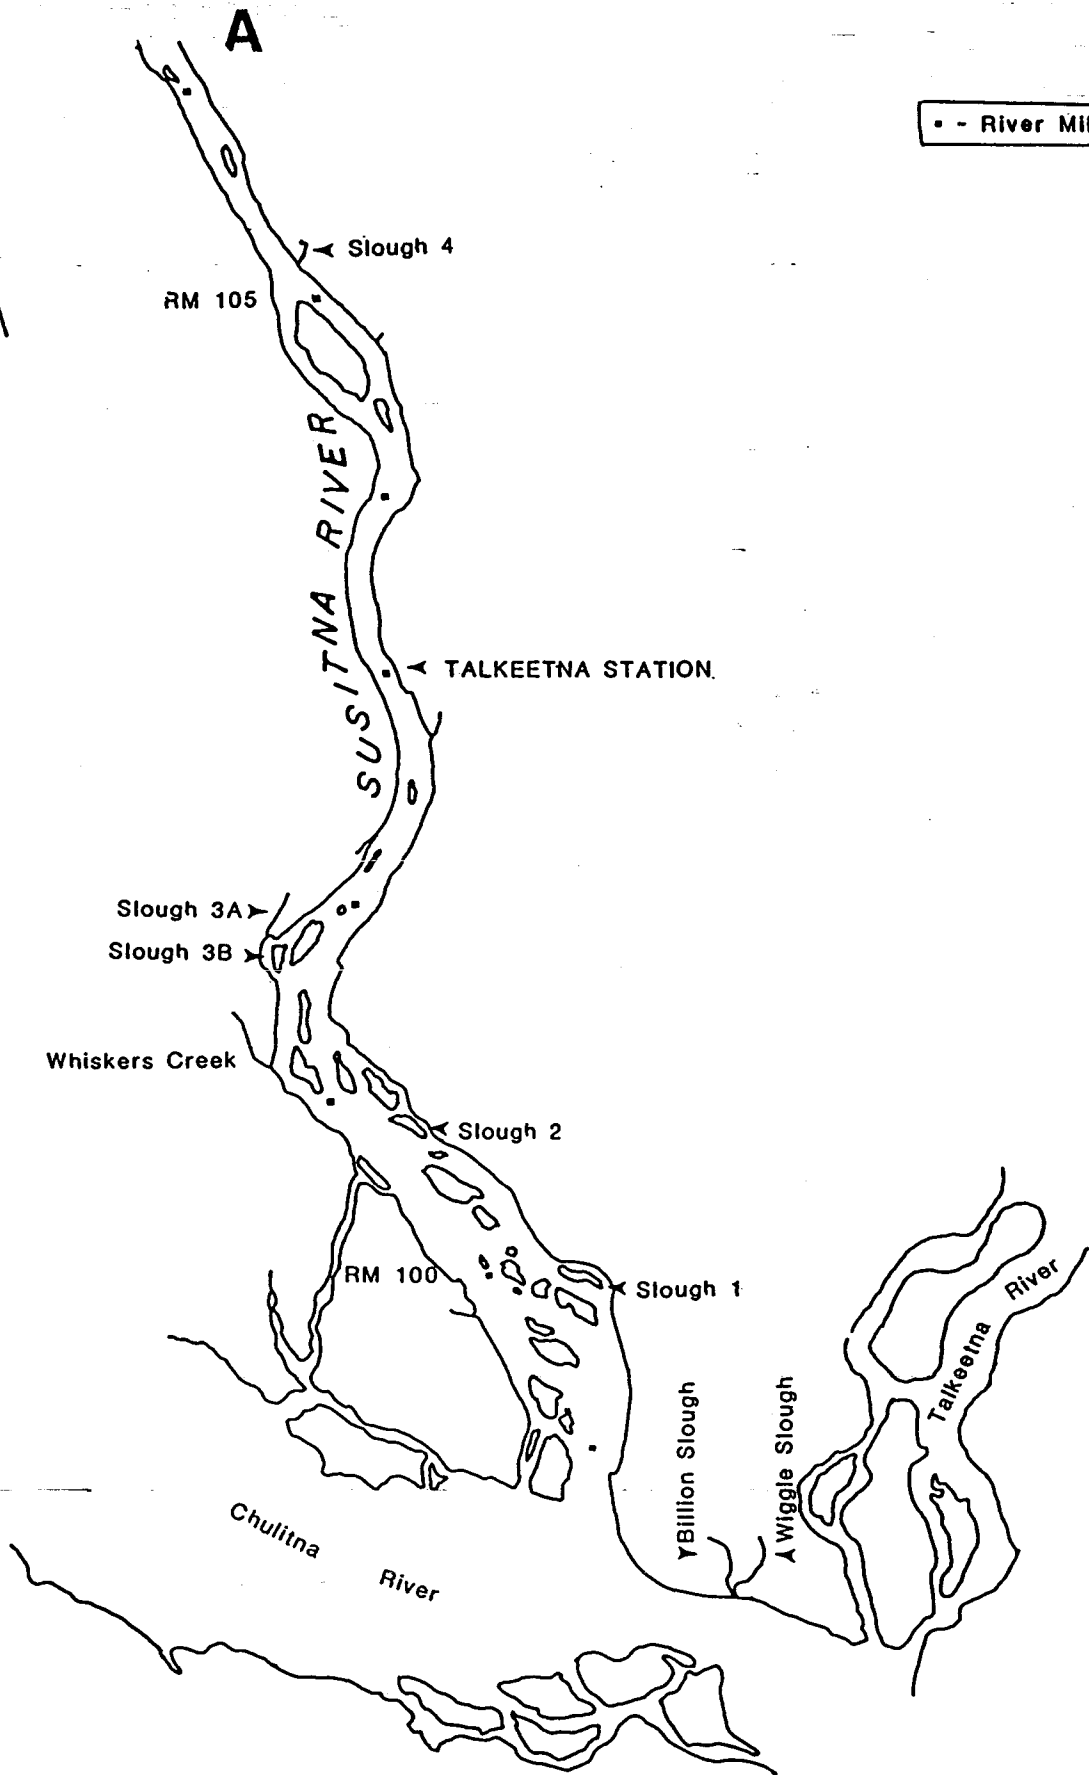 A
▪ - River Mil
Slough 4
RM 105
SUSITNA RIVER
TALKEETNA STATION.
Slough 3A
Slough 3B
Whiskers Creek
Slough 2
RM 100
Slough 1
Talkeetna River
Billion Slough
Wiggle Slough
Chulitna
River